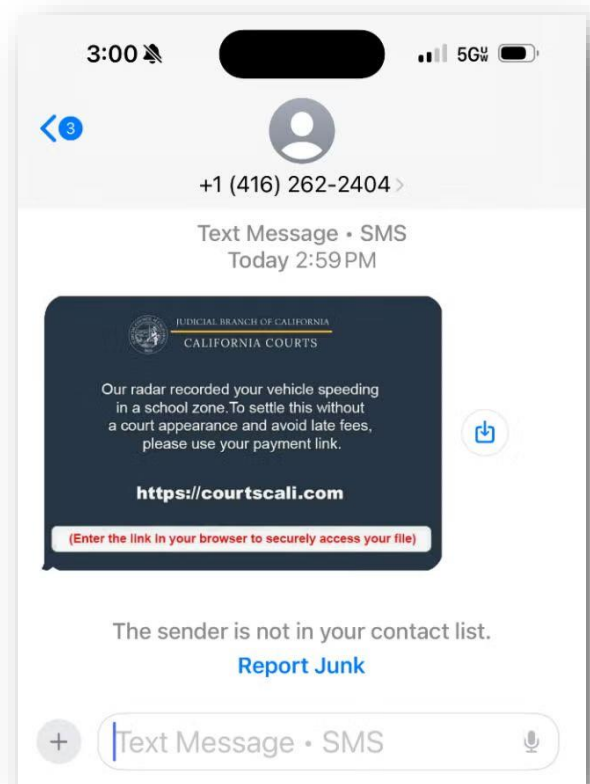 3:00
5GW
3
+1 (416) 262-2404
Text Message • SMS
Today 2:59 PM
JUDICIAL BRANCH OF CALIFORNIA
CALIFORNIA COURTS
Our radar recorded your vehicle speeding
in a school zone.To settle this without
a court appearance and avoid late fees,
please use your payment link.
https://courtscali.com
(Enter the link in your browser to securely access your file)
The sender is not in your contact list.
Report Junk
Text Message • SMS